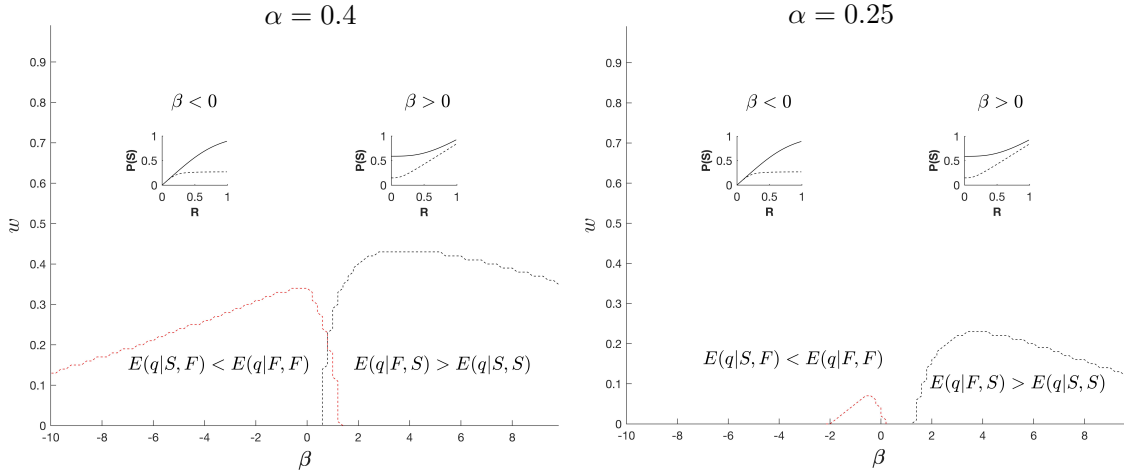 α = 0.4
0.9
0.8
0.7
0.6
0.5
0.4
0.3
0.2
0.1
0
w
β < 0
1
0.5
0
P(S)
0 0.5 1
R
β > 0
1
0.5
0
P(S)
0 0.5 1
R
E(q|S, F) < E(q|F, F)
E(q|F, S) > E(q|S, S)
-10 -8 -6 -4 -2 0 2 4 6 8
β
α = 0.25
0.9
0.8
0.7
0.6
0.5
0.4
0.3
0.2
0.1
0
w
β < 0
1
0.5
0
P(S)
0 0.5 1
R
β > 0
1
0.5
0
P(S)
0 0.5 1
R
E(q|S, F) < E(q|F, F)
E(q|F, S) > E(q|S, S)
-10 -8 -6 -4 -2 0 2 4 6 8
β